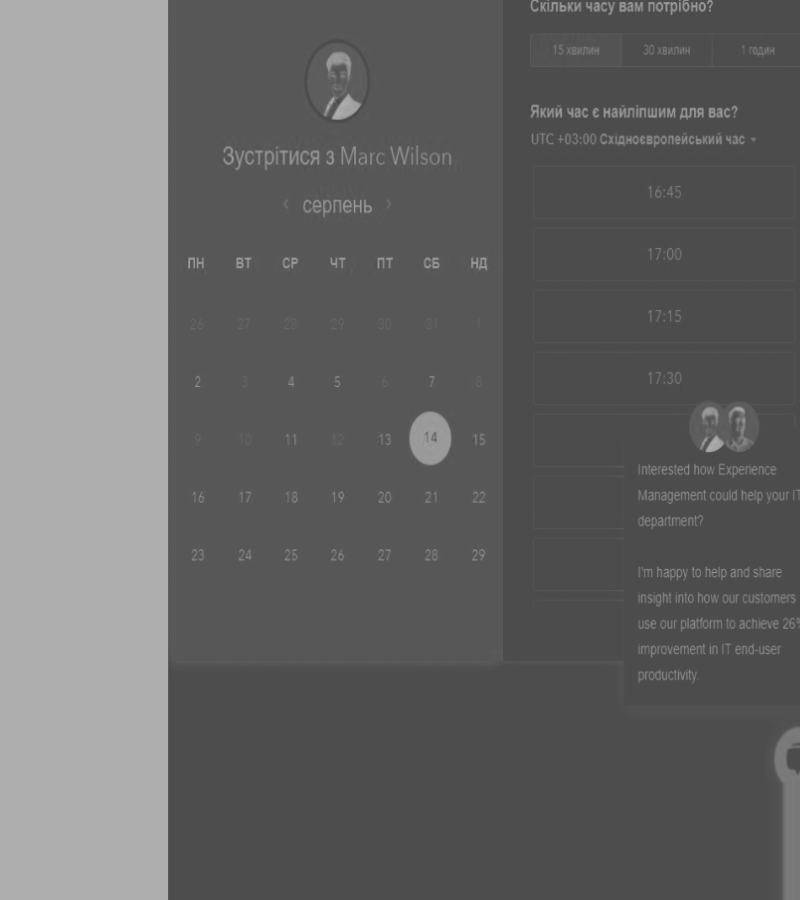 Скільки часу вам потрібно?
15 хвилин 30 хвилин 1 годин
Який час є найліпшим для вас?
UTC +03:00 Східноєвропейський час
Зустрітися з Marc Wilson
‹ серпень ›
ПН ВТ СР ЧТ ПТ СБ НД
26 27 28 29 30 31 1
2 3 4 5 6 7 8
9 10 11 12 13 14 15
16 17 18 19 20 21 22
23 24 25 26 27 28 29
16:45
17:00
17:15
17:30
Interested how Experience
Management could help your IT
department?
I'm happy to help and share
insight into how our customers
use our platform to achieve 26%
improvement in IT end-user
productivity.